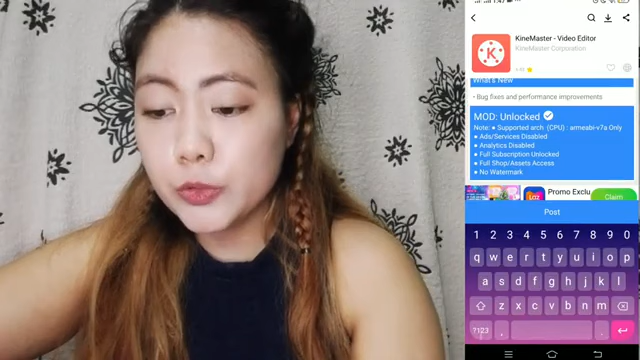 KineMaster - Video Editor
KineMaster Corporation
What's New
• Bug fixes and performance improvements
MOD: Unlocked
Note: ● Supported arch (CPU) : armeabi-v7a Only
● Ads/Services Disabled
● Analytics Disabled
● Full Subscription Unlocked
● Full Shop/Assets Access
● No Watermark
Promo Exclu
Claim
Post
1 2 3 4 5 6 7 8 9 0
q w e r t y u i o p
a s d f g h j k l
z x c v b n m
?123 , .